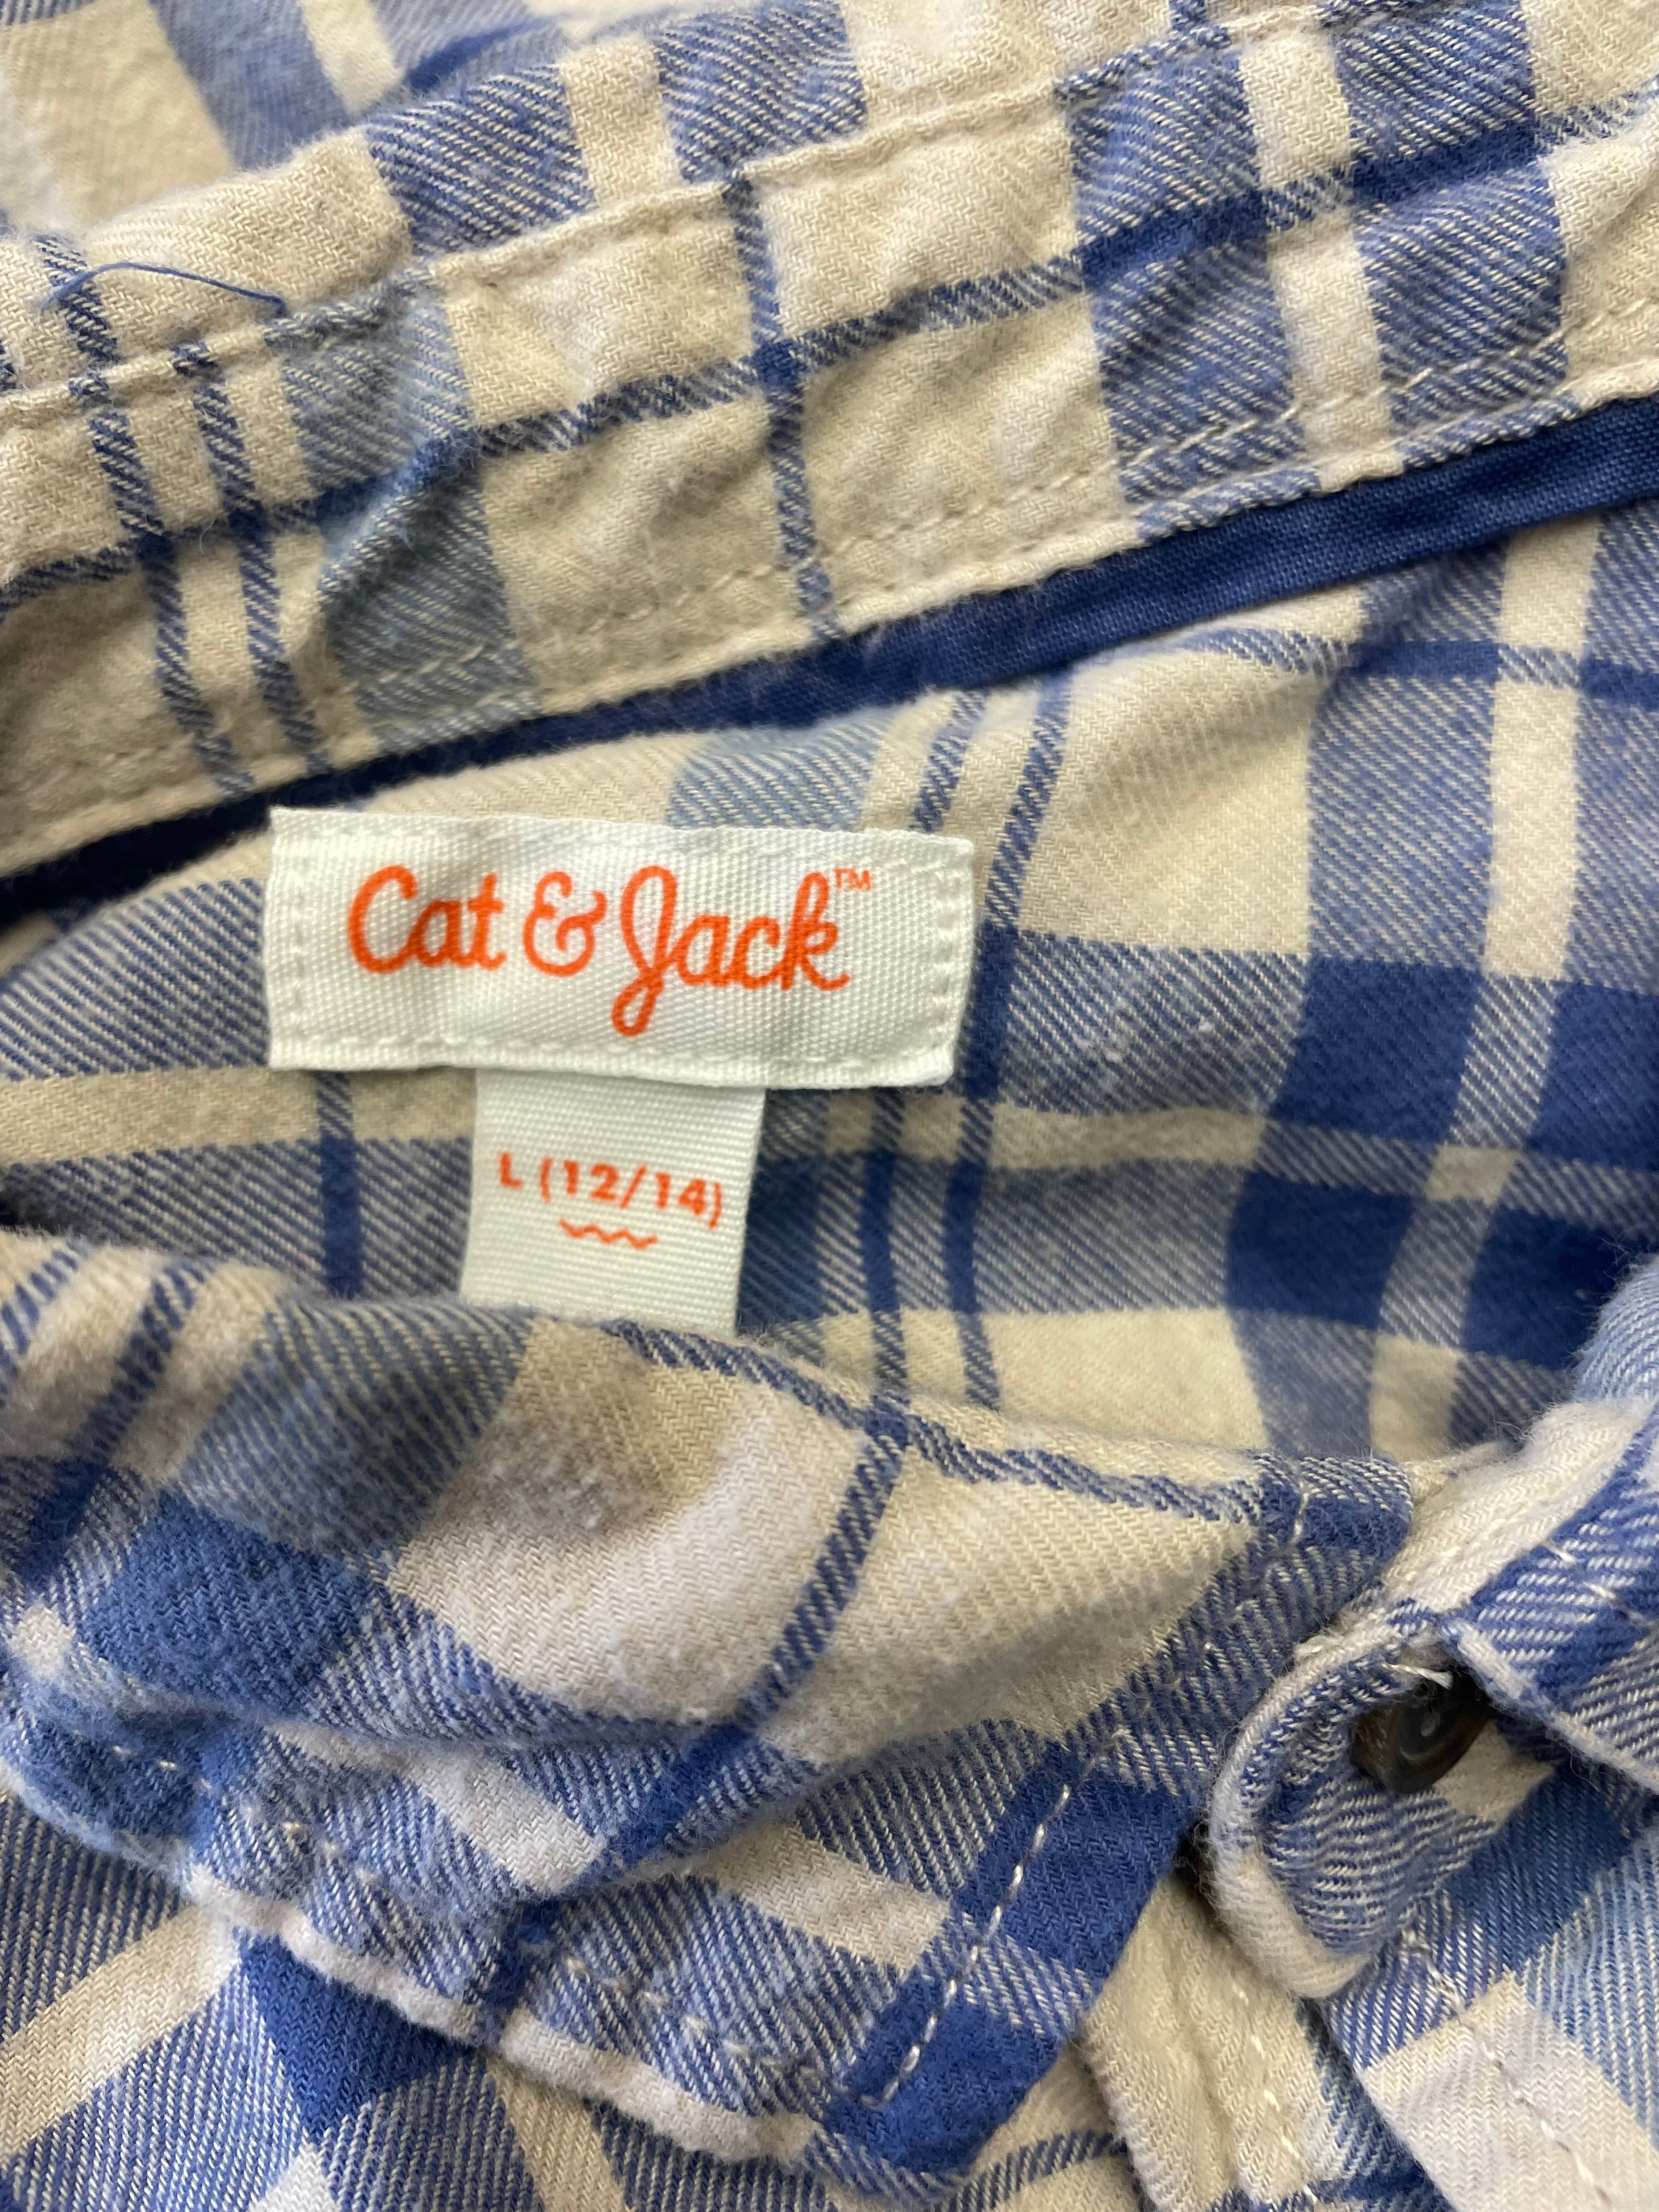 Cat & Jack™
L (12/14)